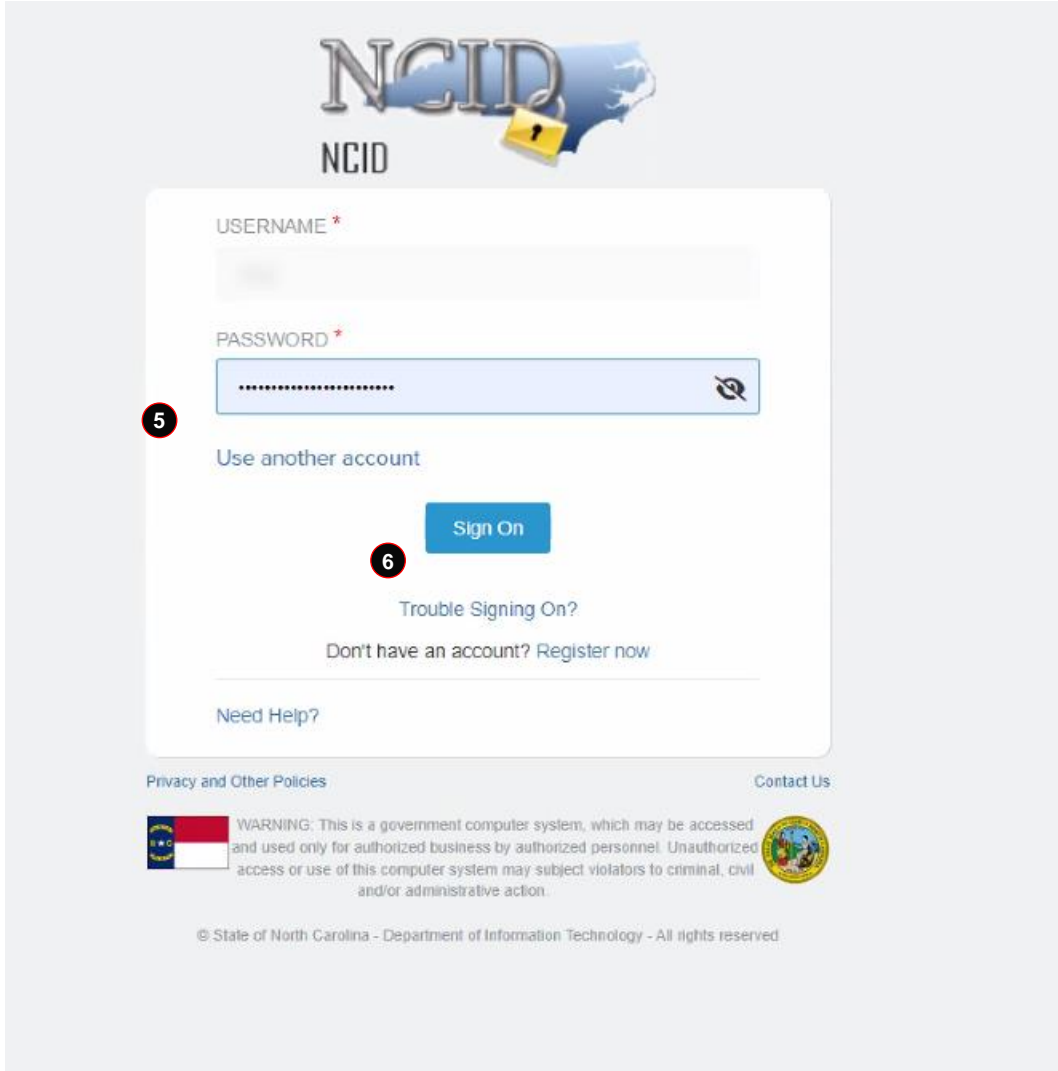 NCID
NCID
USERNAME *
PASSWORD *
••••••••••••••••••••••••
5
Use another account
Sign On
6
Trouble Signing On?
Don't have an account? Register now
Need Help?
Privacy and Other Policies
Contact Us
WARNING: This is a government computer system, which may be accessed
and used only for authorized business by authorized personnel. Unauthorized
access or use of this computer system may subject violators to criminal, civil
and/or administrative action.
© State of North Carolina - Department of Information Technology - All rights reserved